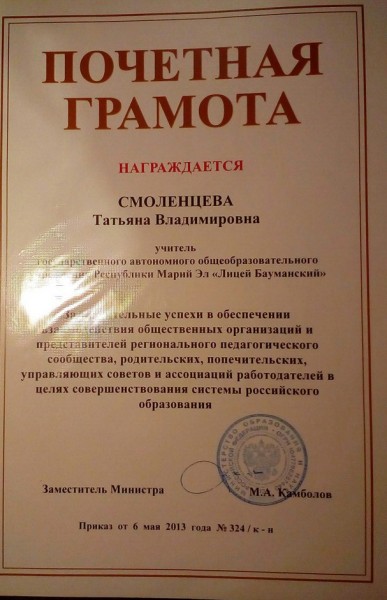 ПОЧЕТНАЯ
ГРАМОТА
НАГРАЖДАЕТСЯ
СМОЛЕНЦЕВА
Татьяна Владимировна
учитель
государственного автономного общеобразовательного
Республики Марий Эл «Лицей Бауманский»
успехи в обеспечении
взаимодействия общественных организаций и
представителей регионального педагогического
сообщества, родительских, попечительских,
управляющих советов и ассоциаций работодателей в
целях совершенствования системы российского
образования
Заместитель Министра
М.А. Камболов
Приказ от 6 мая 2013 года № 324 / к - н